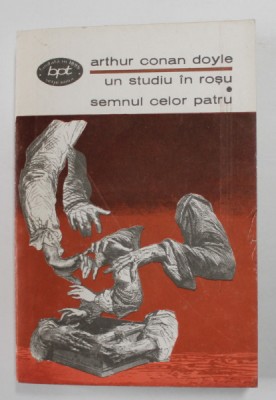 bpt
arthur conan doyle
un studiu în roșu
semnul celor patru